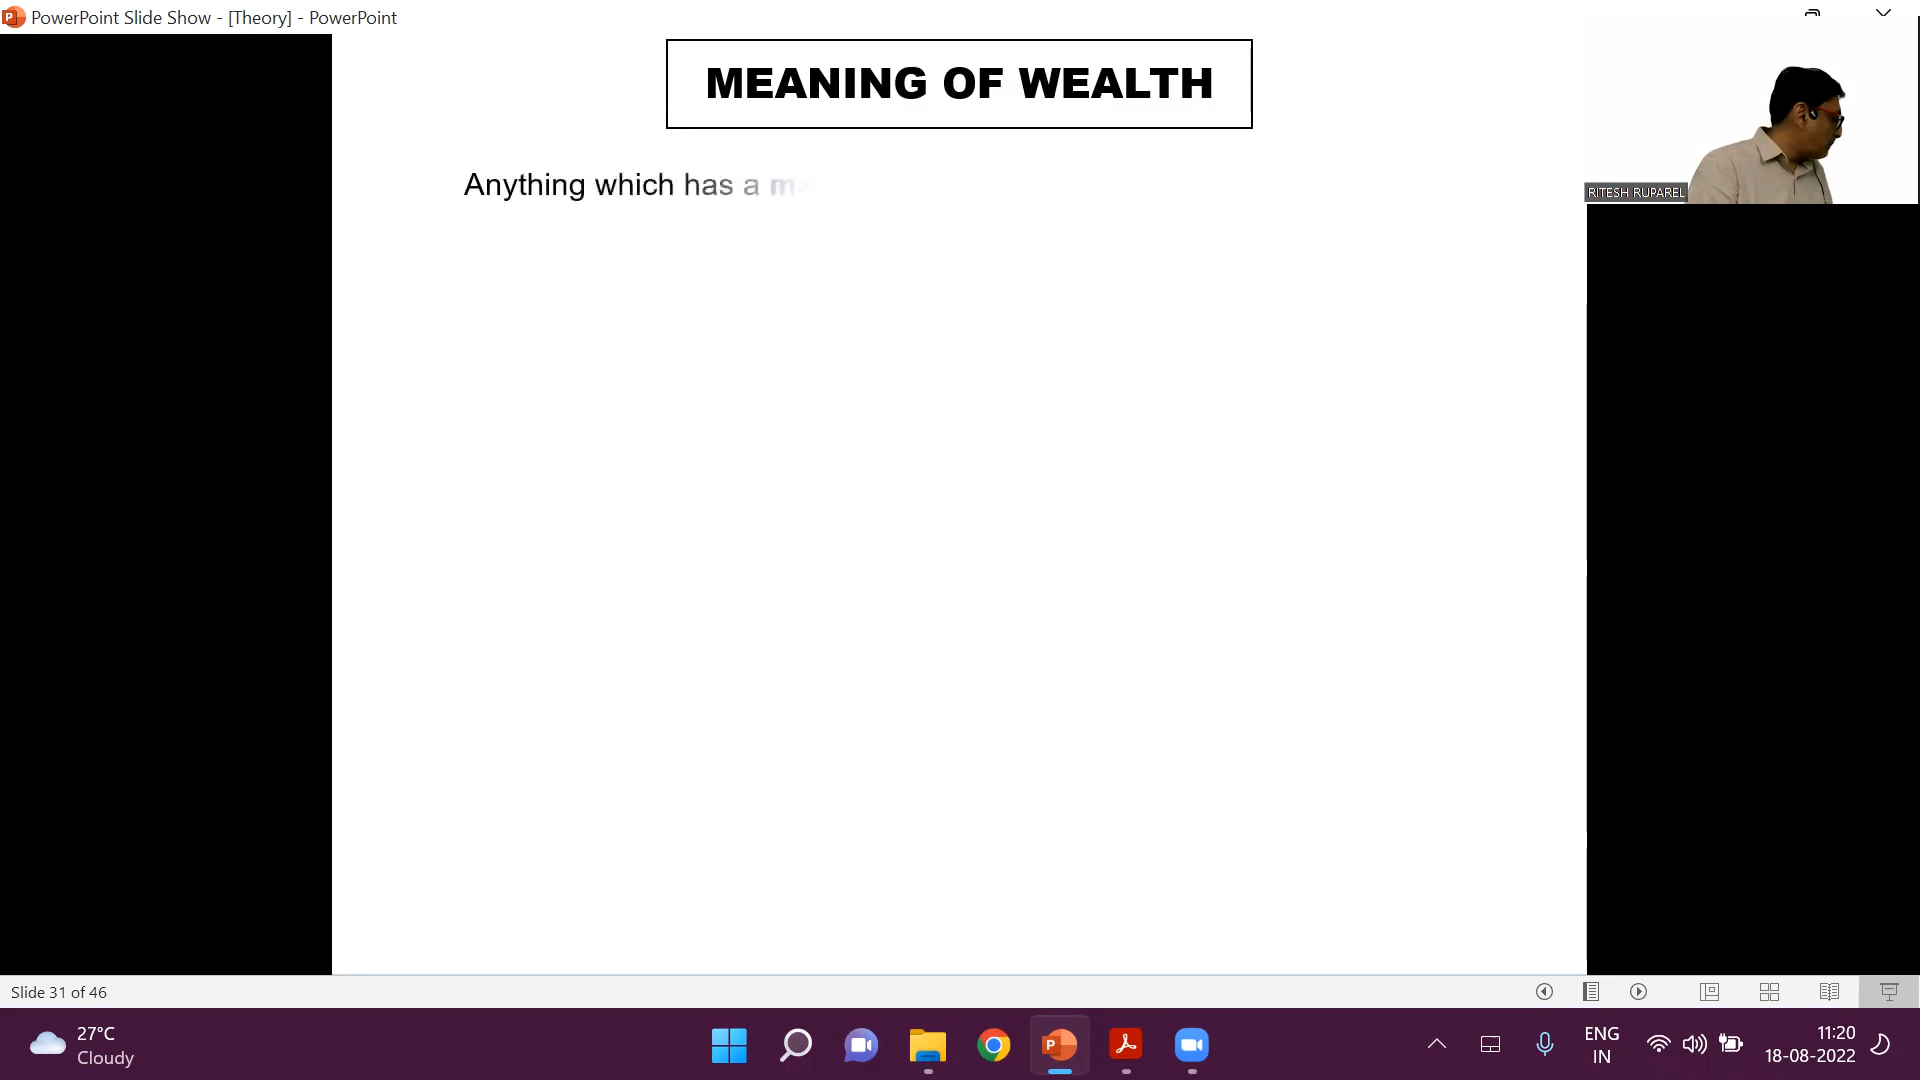 PowerPoint Slide Show - [Theory] - PowerPoint
MEANING OF WEALTH
Anything which has a
RITESH RUPAREL
Slide 31 of 46
27°C
Cloudy
ENG
IN
11:20
18-08-2022